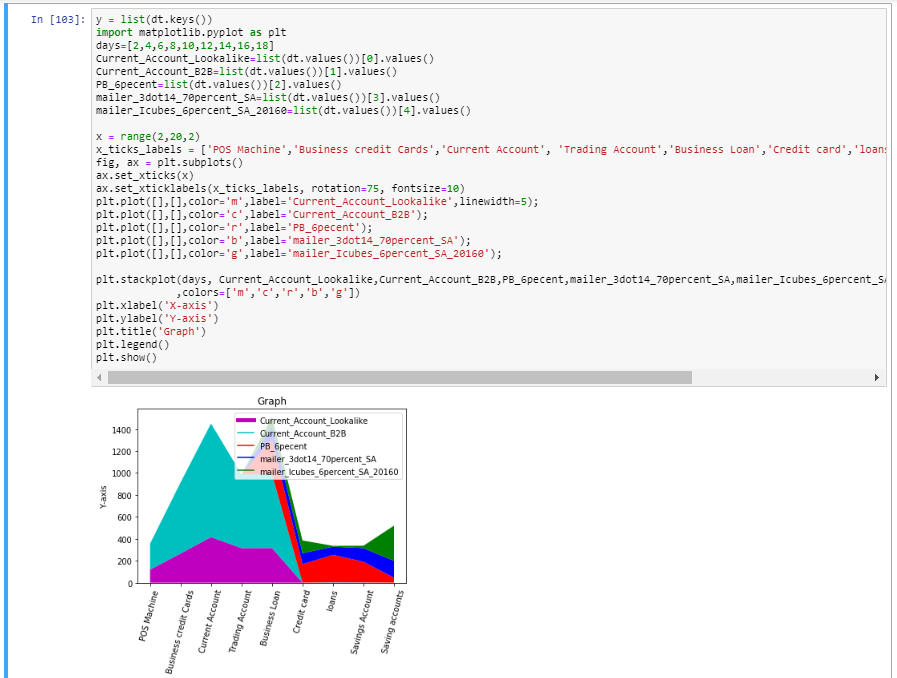 In [103]:
y = list(dt.keys())
import matplotlib.pyplot as plt
days=[2,4,6,8,10,12,14,16,18]
Current_Account_Lookalike=list(dt.values())[0].values()
Current_Account_B2B=list(dt.values())[1].values()
PB_6pecent=list(dt.values())[2].values()
mailer_3dot14_70percent_SA=list(dt.values())[3].values()
mailer_Icubes_6percent_SA_20160=list(dt.values())[4].values()
x = range(2,20,2)
x_ticks_labels = ['POS Machine','Business credit Cards','Current Account', 'Trading Account','Business Loan','Credit card','loans
fig, ax = plt.subplots()
ax.set_xticks(x)
ax.set_xticklabels(x_ticks_labels, rotation=75, fontsize=10)
plt.plot([],[],color='m',label='Current_Account_Lookalike',linewidth=5);
plt.plot([],[],color='c',label='Current_Account_B2B');
plt.plot([],[],color='r',label='PB_6pecent');
plt.plot([],[],color='b',label='mailer_3dot14_70percent_SA');
plt.plot([],[],color='g',label='mailer_Icubes_6percent_SA_20160');
plt.stackplot(days, Current_Account_Lookalike,Current_Account_B2B,PB_6pecent,mailer_3dot14_70percent_SA,mailer_Icubes_6percent_SA
,colors=['m','c','r','b','g'])
plt.xlabel('X-axis')
plt.ylabel('Y-axis')
plt.title('Graph')
plt.legend()
plt.show()
Graph
Current_Account_Lookalike
Current_Account_B2B
PB_6pecent
mailer_3dot14_70percent_SA
mailer_Icubes_6percent_SA_20160
1400
1200
1000
800
600
400
200
0
Y-axis
POS Machine
Business credit Cards
Current Account
Trading Account
Business Loan
Credit card
loans
Savings Account
Saving accounts